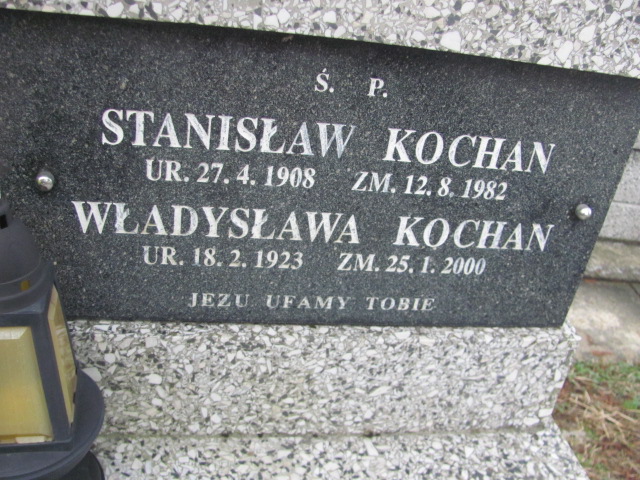 Ś. P.
STANISŁAW KOCHAN
UR. 27. 4. 1908 ZM. 12. 8. 1982
WŁADYSŁAWA KOCHAN
UR. 18. 2. 1923 ZM. 25. 1. 2000
JEZU UFAMY TOBIE